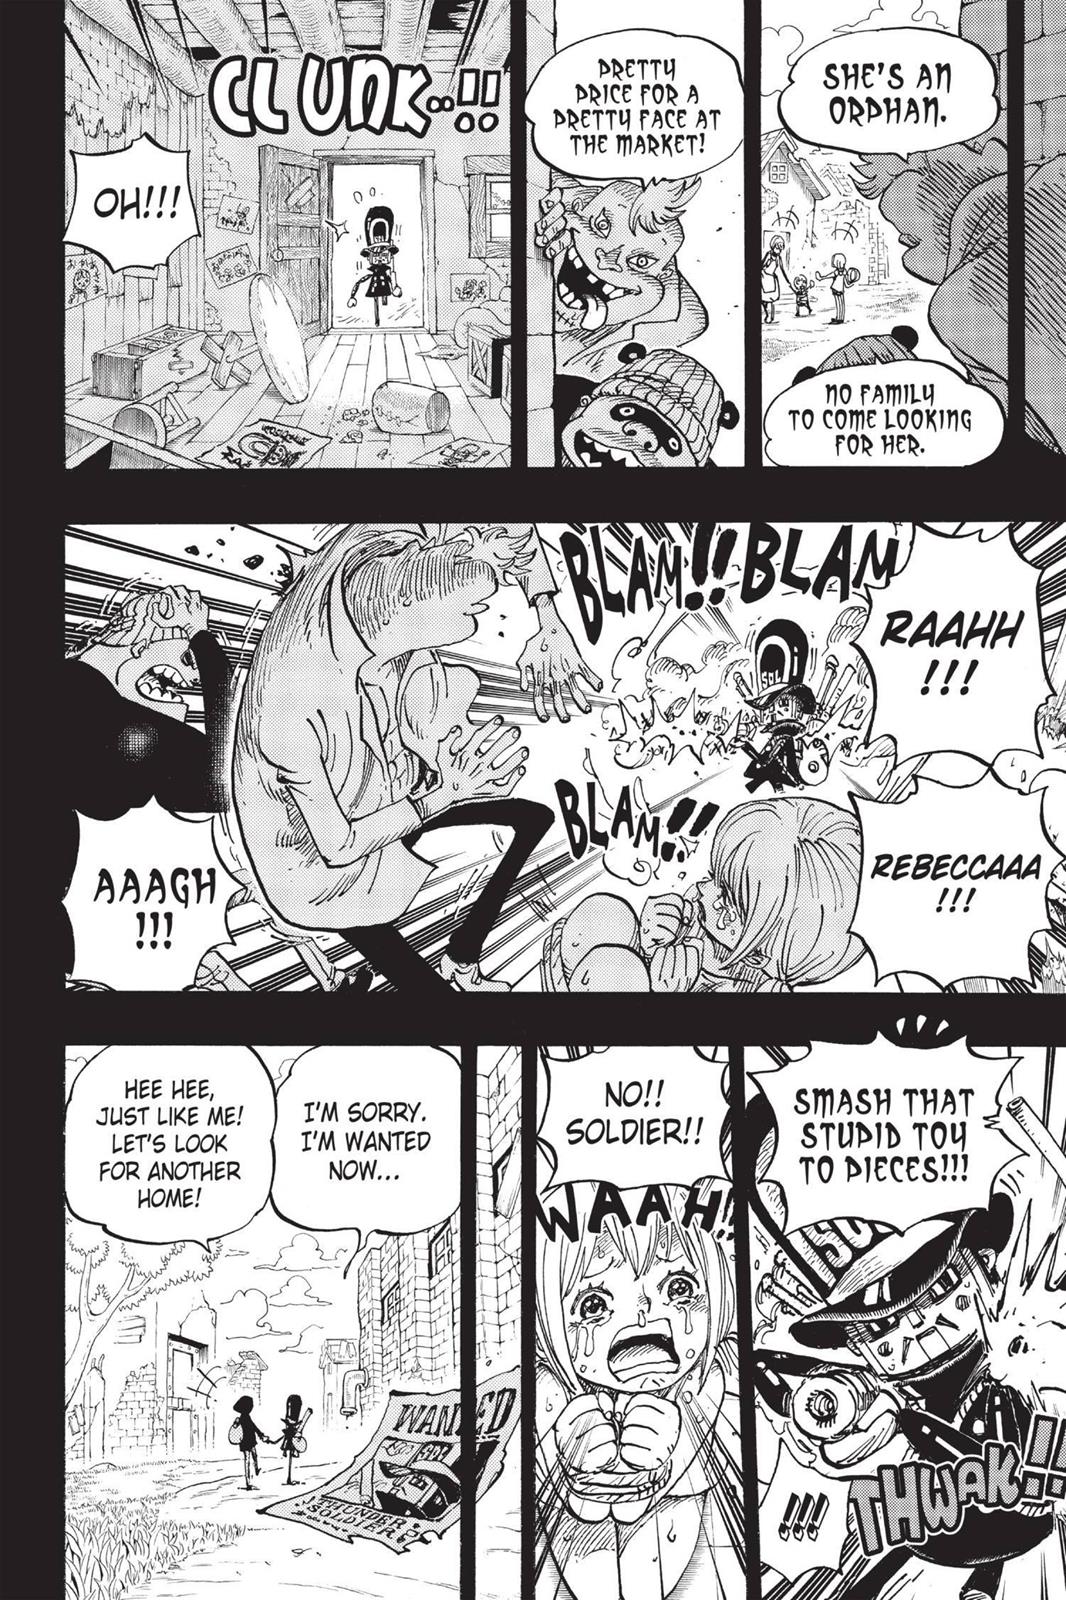 SHE'S AN
ORPHAN.
NO FAMILY
TO COME LOOKING
FOR HER.
PRETTY
PRICE FOR A
PRETTY FACE AT
THE MARKET!
CLUNK..!!
OH!!!
RAAHH
!!!
REBECCAAA
!!!
BLAM!! BLAM
BLAM!!
AAAGH
!!!
SOL
SMASH THAT
STUPID TOY
TO PIECES!!!
THWAK!!
!!!
NO!!
SOLDIER!!
WAAH!!
I'M SORRY.
I'M WANTED
NOW...
HEE HEE,
JUST LIKE ME!
LET'S LOOK
FOR ANOTHER
HOME!
WANTED
THUNDER
SOLDIER